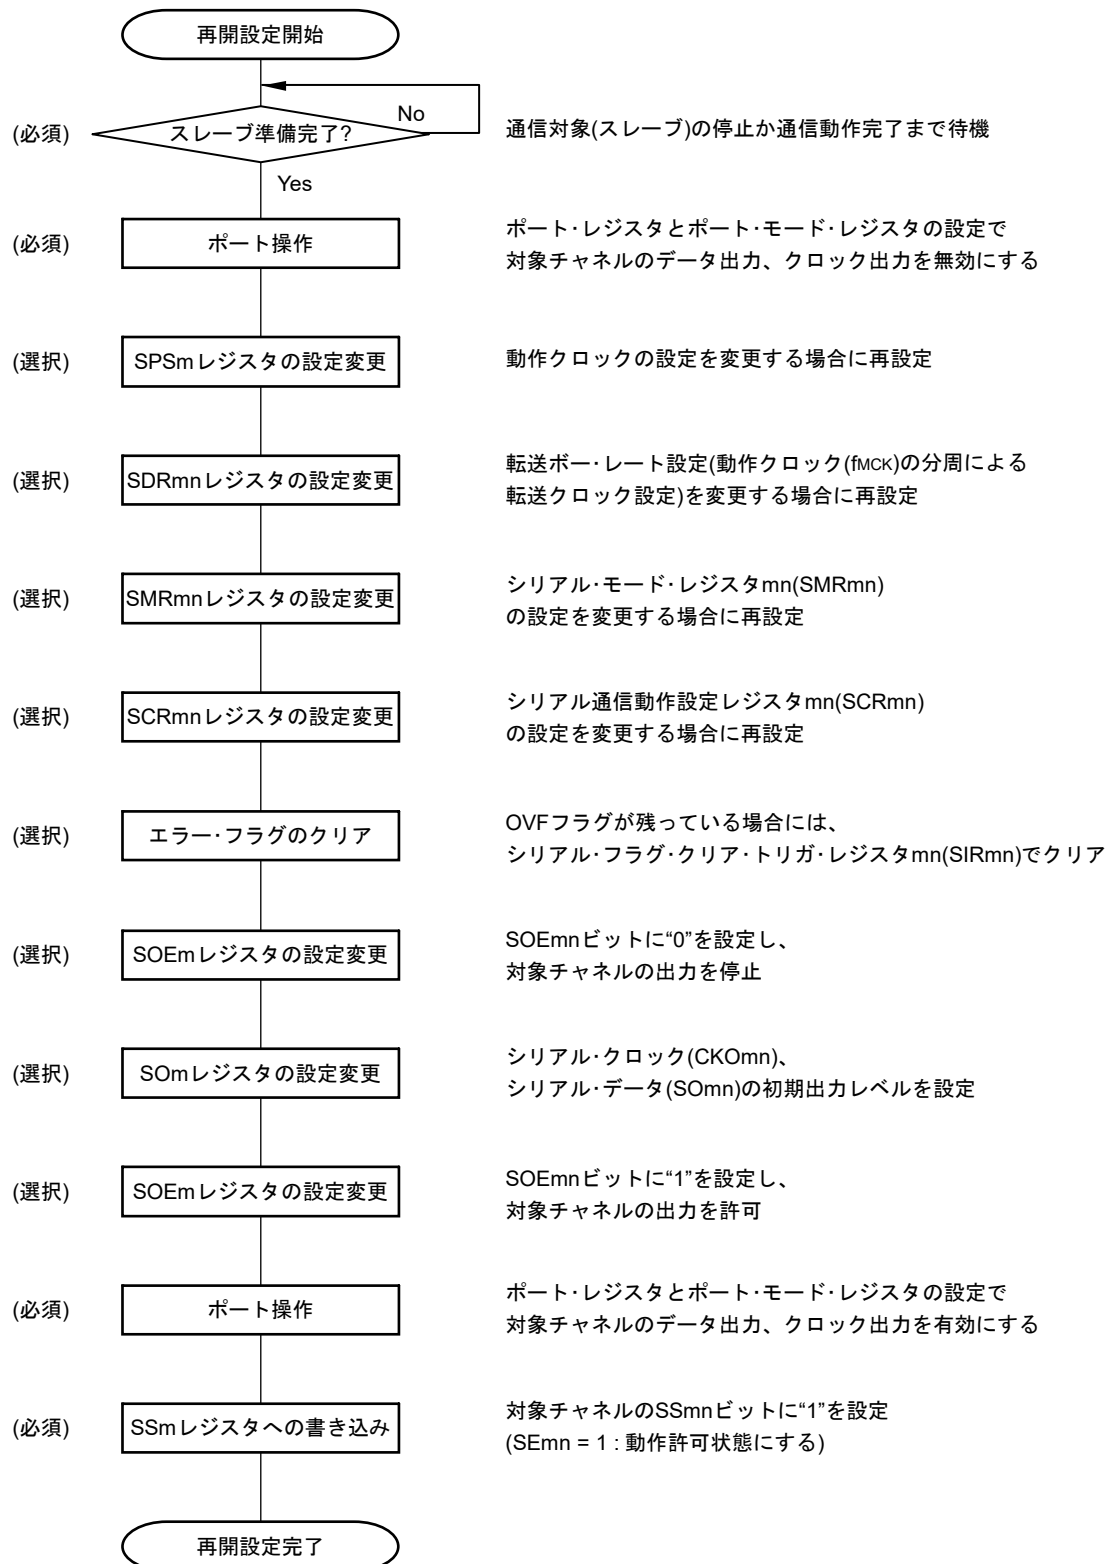 再開設定開始
No
(必須)
スレーブ準備完了?
通信対象(スレーブ)の停止か通信動作完了まで待機
Yes
(必須)
ポート操作
ポート・レジスタとポート・モード・レジスタの設定で
対象チャネルのデータ出力、クロック出力を無効にする
(選択)
SPSmレジスタの設定変更
動作クロックの設定を変更する場合に再設定
(選択)
SDRmnレジスタの設定変更
転送ボー・レート設定(動作クロック(fMCK)の分周による
転送クロック設定)を変更する場合に再設定
(選択)
SMRmnレジスタの設定変更
シリアル・モード・レジスタmn(SMRmn)
の設定を変更する場合に再設定
(選択)
SCRmnレジスタの設定変更
シリアル通信動作設定レジスタmn(SCRmn)
の設定を変更する場合に再設定
(選択)
エラー・フラグのクリア
OVFフラグが残っている場合には、
シリアル・フラグ・クリア・トリガ・レジスタmn(SIRmn)でクリア
(選択)
SOEmレジスタの設定変更
SOEmnビットに“0”を設定し、
対象チャネルの出力を停止
(選択)
SOmレジスタの設定変更
シリアル・クロック(CKOmn)、
シリアル・データ(SOmn)の初期出力レベルを設定
(選択)
SOEmレジスタの設定変更
SOEmnビットに“1”を設定し、
対象チャネルの出力を許可
(必須)
ポート操作
ポート・レジスタとポート・モード・レジスタの設定で
対象チャネルのデータ出力、クロック出力を有効にする
(必須)
SSmレジスタへの書き込み
対象チャネルのSSmnビットに“1”を設定
(SEmn = 1 : 動作許可状態にする)
再開設定完了